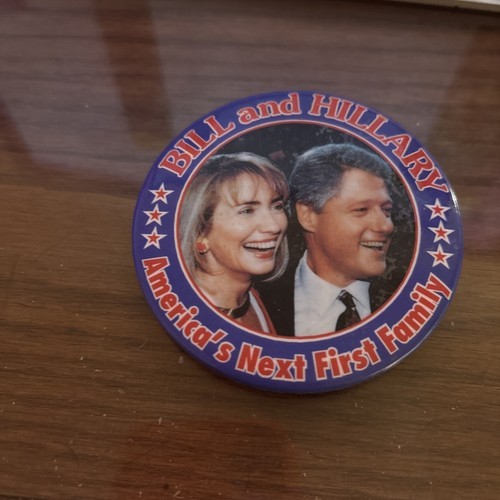 BILL and HILLARY
America's Next First Family